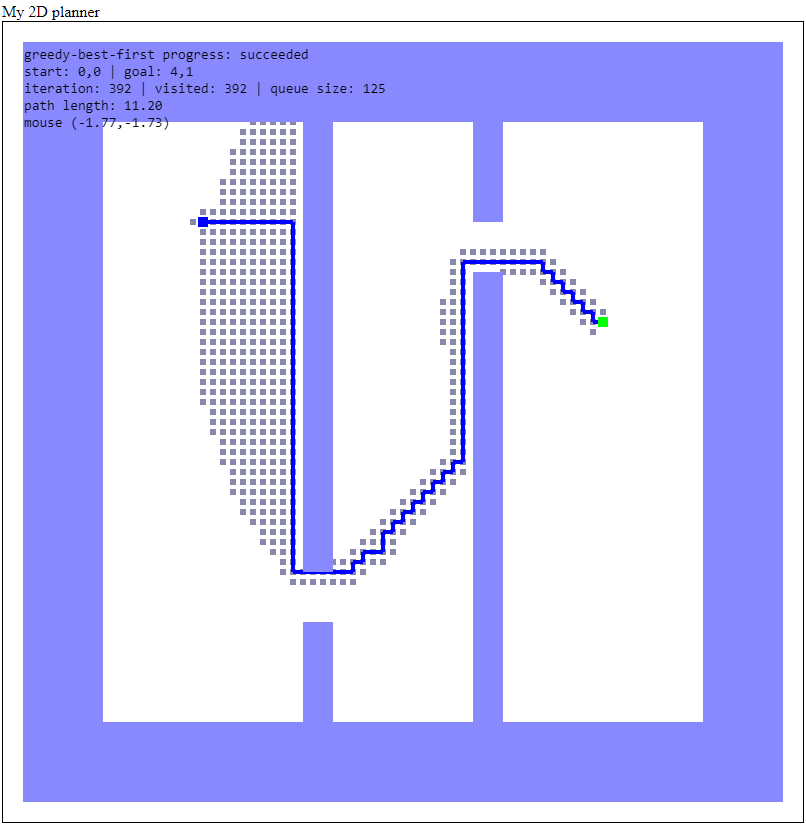 My 2D planner
greedy-best-first progress: succeeded
start: 0,0 | goal: 4,1
iteration: 392 | visited: 392 | queue size: 125
path length: 11.20
mouse (-1.77,-1.73)